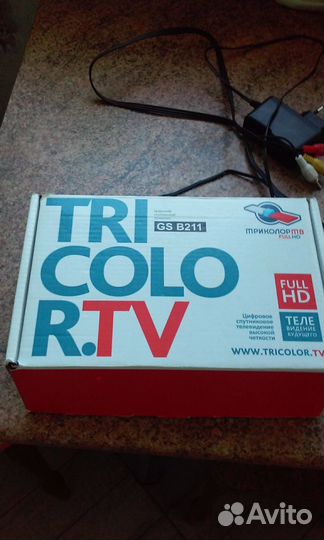 TRI
COLO
R.TV
GS B211
ТРИКОЛОР ТВ
FULL HD
FULL
HD
Цифровое
спутниковое
телевидение
высокой
четкости
ТЕЛЕ
ВИДЕНИЕ
БУДУЩЕГО
WWW.TRICOLOR.TV
Avito